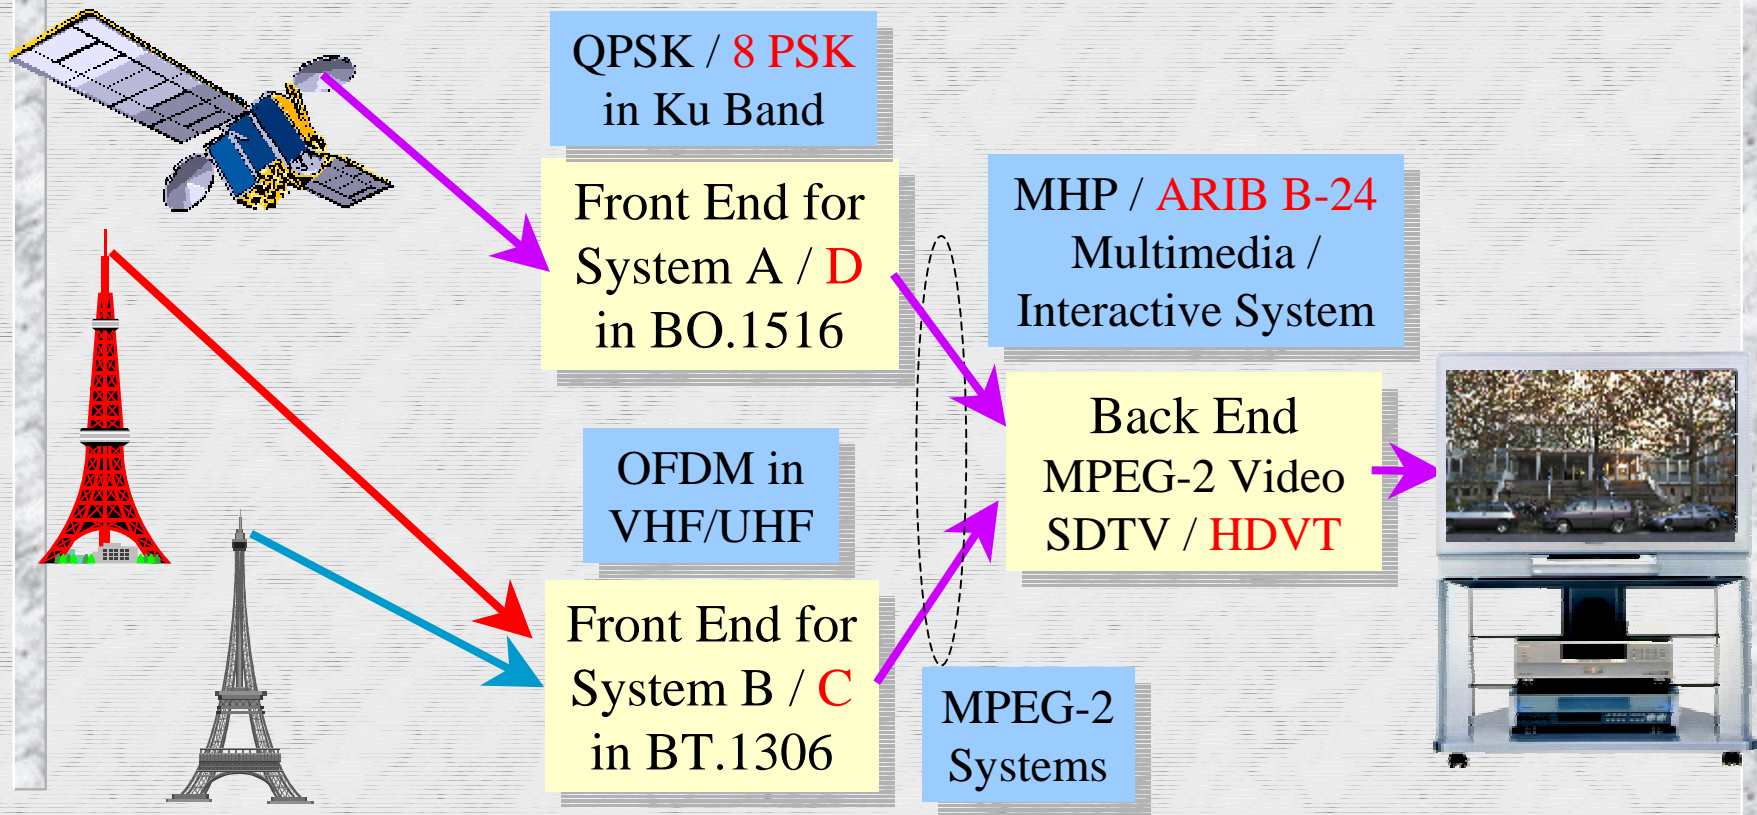 QPSK / 8 PSK
in Ku Band
Front End for
System A / D
in BO.1516
MHP / ARIB B-24
Multimedia /
Interactive System
Back End
MPEG-2 Video
SDTV / HDVT
OFDM in
VHF/UHF
Front End for
System B / C
in BT.1306
MPEG-2
Systems